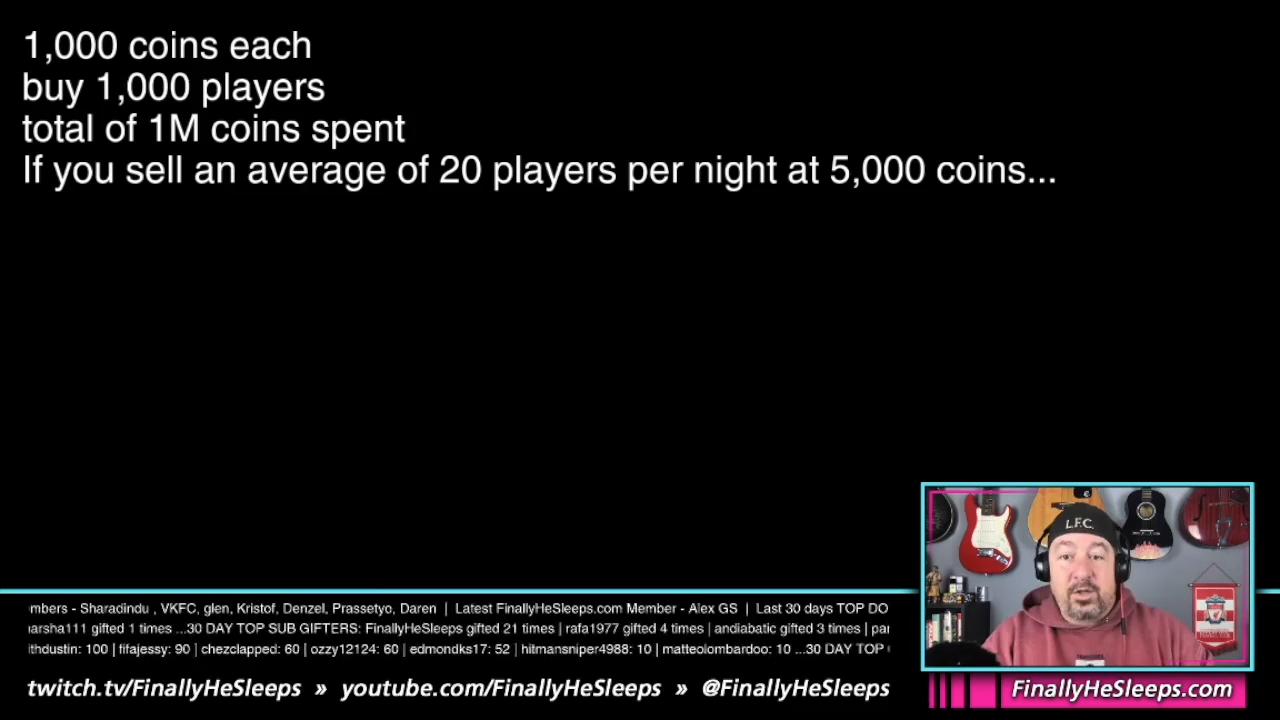 1,000 coins each
buy 1,000 players
total of 1M coins spent
If you sell an average of 20 players per night at 5,000 coins...
L.F.C.
mbers - Sharadindu , VKFC, glen, Kristof, Denzel, Prassetyo, Daren | Latest FinallyHeSleeps.com Member - Alex GS | Last 30 days TOP DO
arsha111 gifted 1 times ...30 DAY TOP SUB GIFTERS: FinallyHeSleeps gifted 21 times | rafa1977 gifted 4 times | andiabatic gifted 3 times | par
thdustin: 100 | fifajessy: 90 | chezclapped: 60 | ozzy12124: 60 | edmondks17: 52 | hitmansniper4988: 10 | matteolombardoo: 10 ...30 DAY TOP
twitch.tv/FinallyHeSleeps » youtube.com/FinallyHeSleeps » @FinallyHeSleeps
FinallyHeSleeps.com